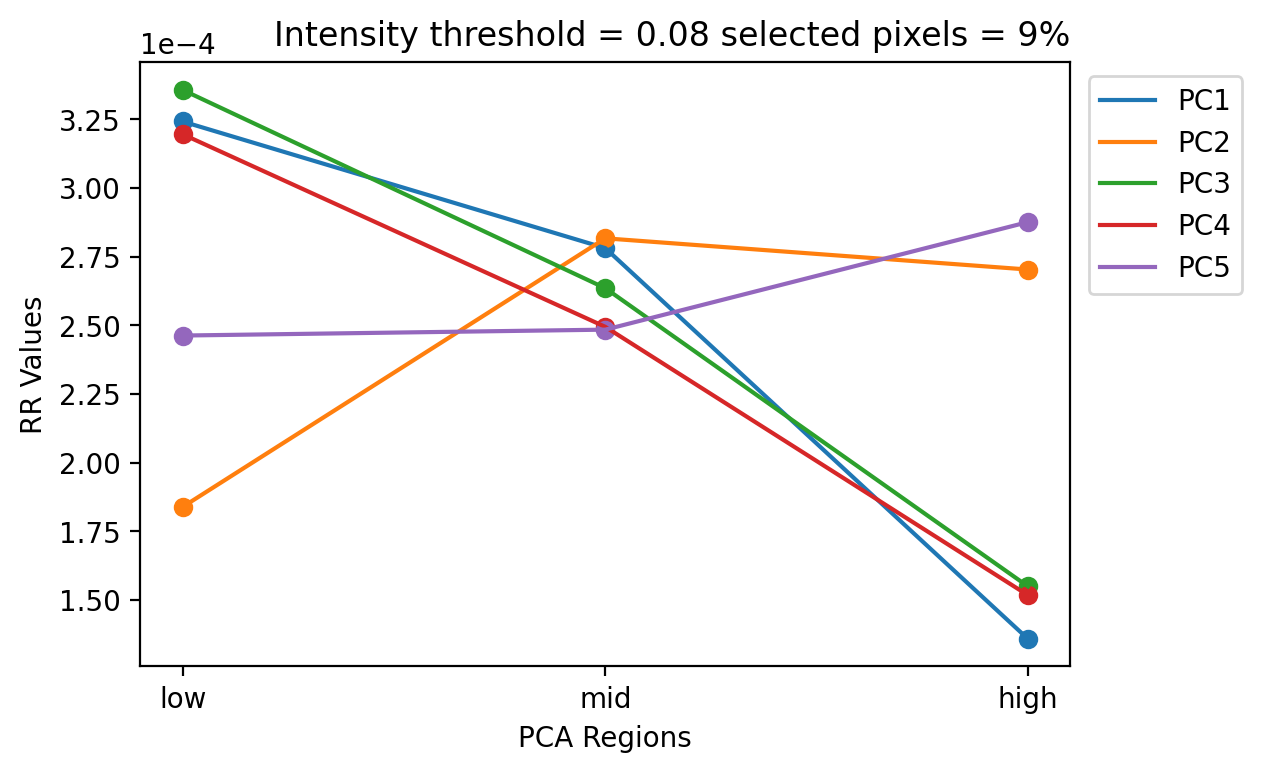 Intensity threshold = 0.08 selected pixels = 9%
1e−4
3.25
3.00
2.75
2.50
2.25
2.00
1.75
1.50
RR Values
low
mid
high
PCA Regions
PC1
PC2
PC3
PC4
PC5